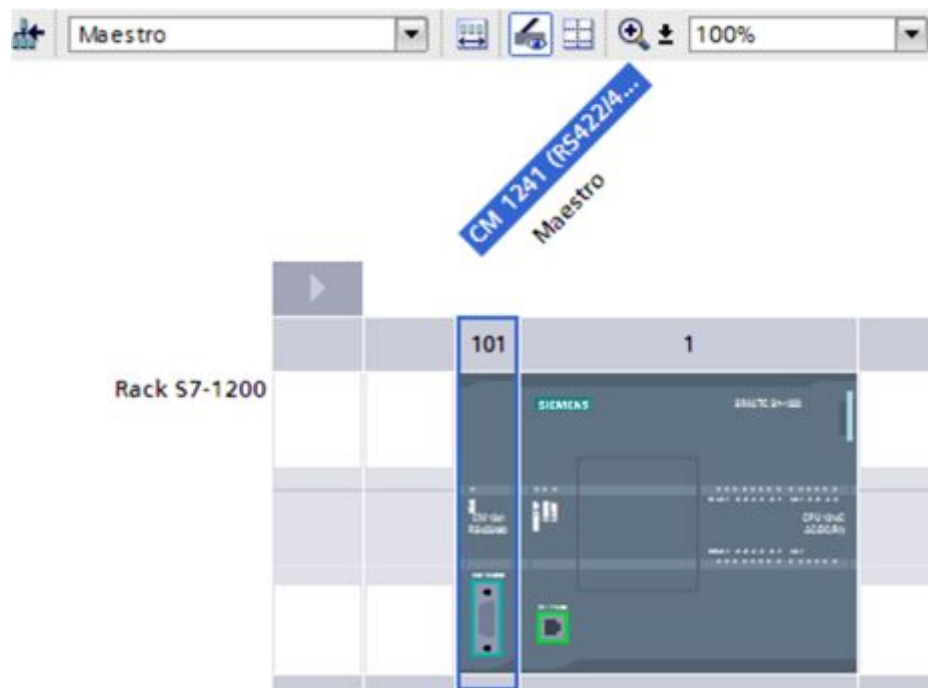 Maestro
100%
CM 1241 (RS422/4...
Maestro
101
1
Rack S7-1200
SIEMENS